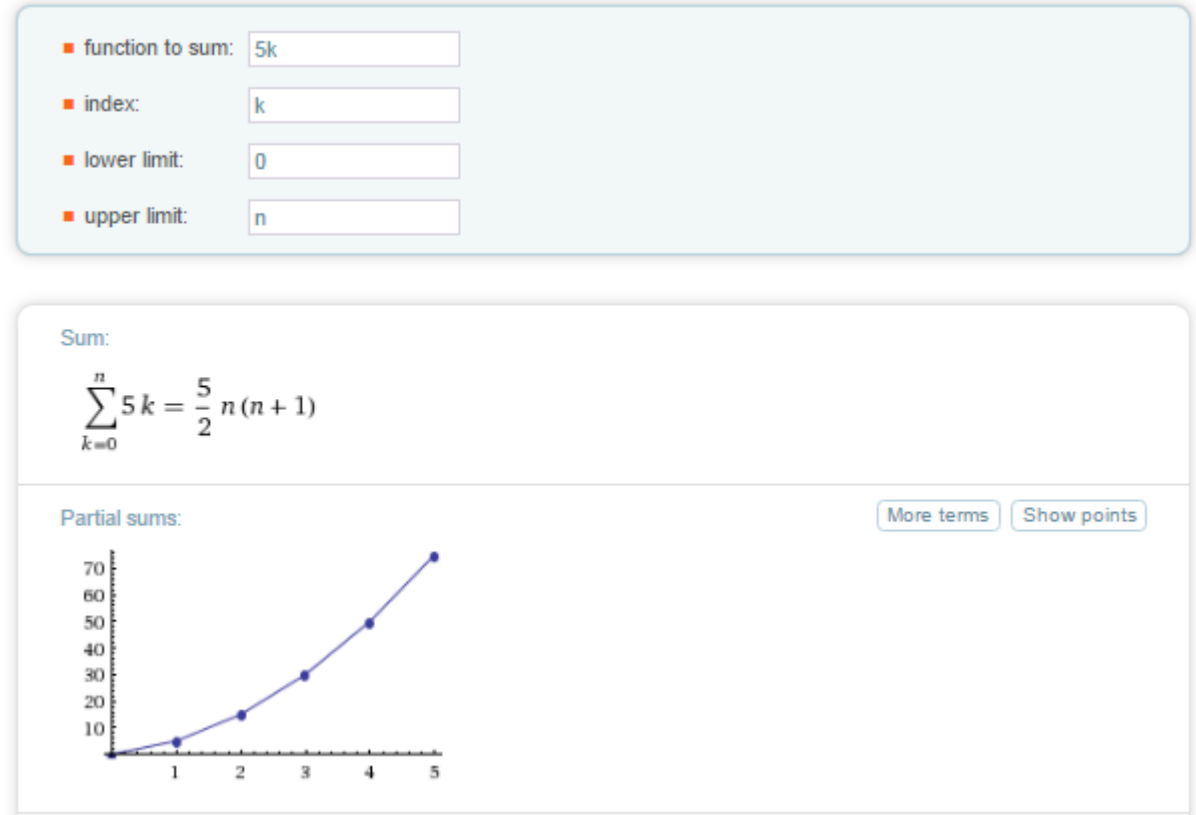 function to sum: 5k
index: k
lower limit: 0
upper limit: n
Sum:
n
∑ 5 k = 5/2 n (n + 1)
k=0
Partial sums: More terms Show points
70
60
50
40
30
20
10
1 2 3 4 5